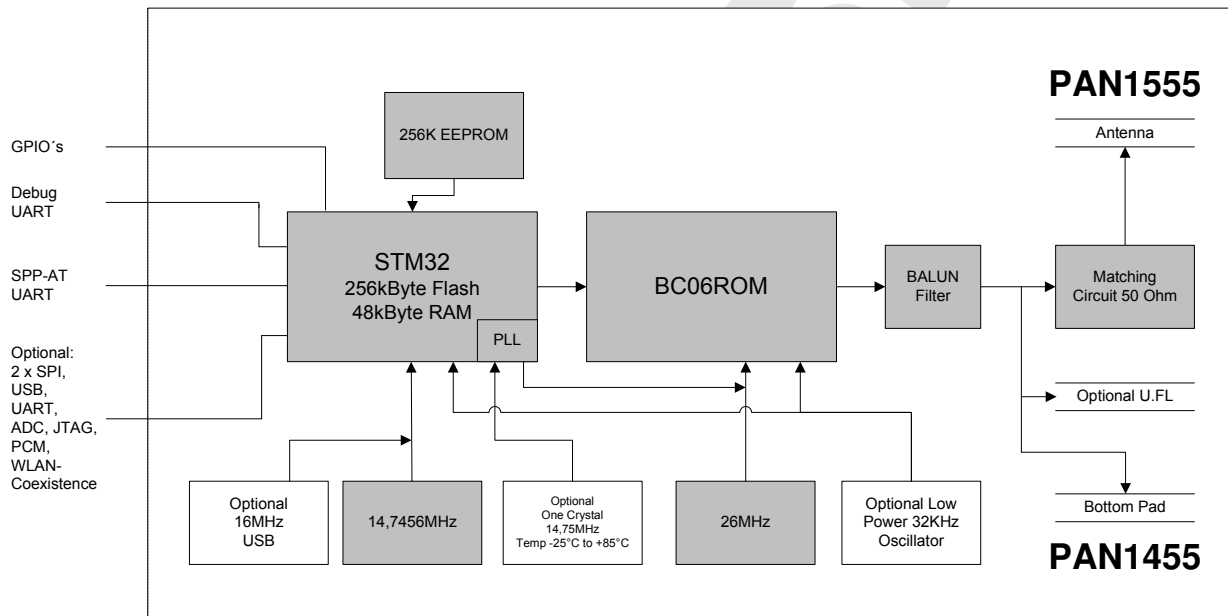 PAN1555
Antenna
256K EEPROM
GPIO´s
Debug
UART
STM32
256kByte Flash
48kByte RAM
PLL
BC06ROM
BALUN
Filter
Matching
Circuit 50 Ohm
SPP-AT
UART
Optional:
2 x SPI,
USB,
UART,
ADC, JTAG,
PCM,
WLAN-
Coexistence
Optional U.FL
Optional
16MHz
USB
14,7456MHz
Optional
One Crystal
14,75MHz
Temp -25°C to +85°C
26MHz
Optional Low
Power 32KHz
Oscillator
Bottom Pad
PAN1455